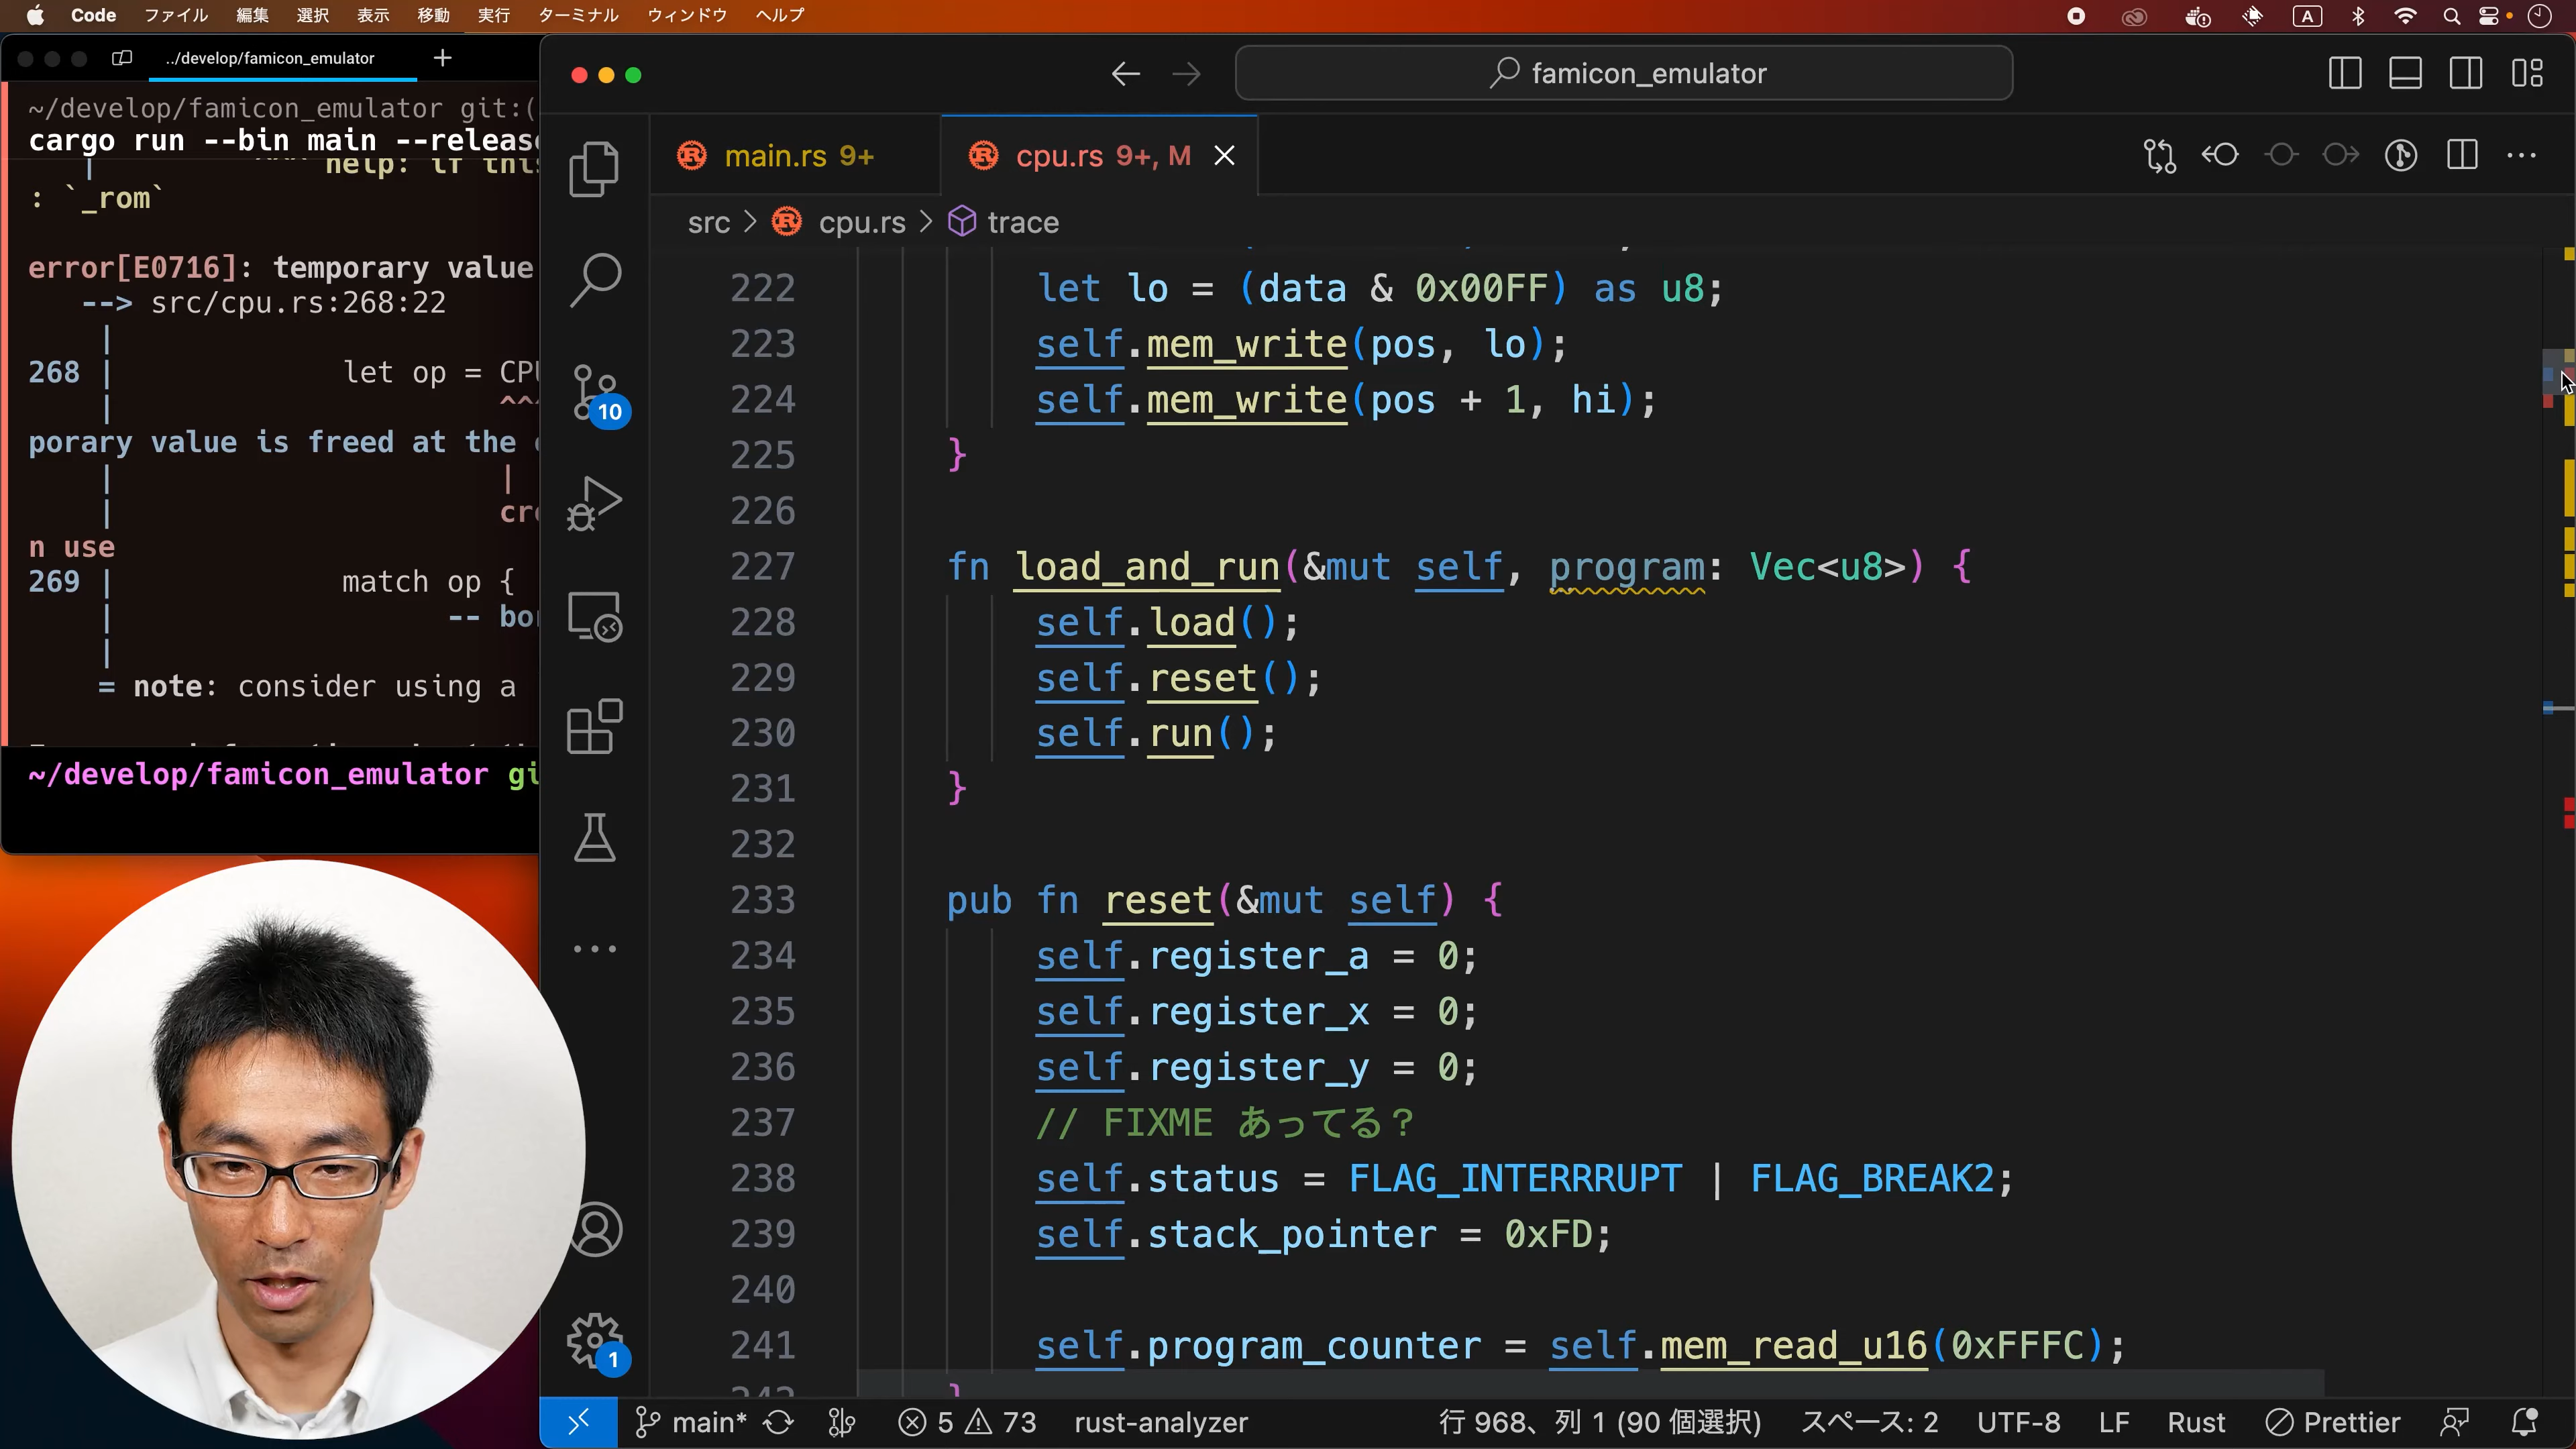 Code ファイル 編集 選択 表示 移動 実行 ターミナル ウィンドウ ヘルプ
A
../develop/famicon_emulator
~/develop/famicon_emulator git:(
cargo run --bin main --release
^^^ help: if this
: `_rom`
error[E0716]: temporary value
--> src/cpu.rs:268:22
|
268 | let op = CPU
| ^^^
porary value is freed at the
| |
| cre
n use
269 | match op {
| -- bor
|
= note: consider using a
~/develop/famicon_emulator gi
famicon_emulator
main.rs 9+
cpu.rs 9+, M
src > cpu.rs > trace
222 let lo = (data & 0x00FF) as u8;
223 self.mem_write(pos, lo);
224 self.mem_write(pos + 1, hi);
225 }
226
227 fn load_and_run(&mut self, program: Vec<u8>) {
228 self.load();
229 self.reset();
230 self.run();
231 }
232
233 pub fn reset(&mut self) {
234 self.register_a = 0;
235 self.register_x = 0;
236 self.register_y = 0;
237 // FIXME あってる？
238 self.status = FLAG_INTERRRUPT | FLAG_BREAK2;
239 self.stack_pointer = 0xFD;
240
241 self.program_counter = self.mem_read_u16(0xFFFC);
10
1
main* 5 73 rust-analyzer 行 968、列 1 (90 個選択) スペース: 2 UTF-8 LF Rust Prettier